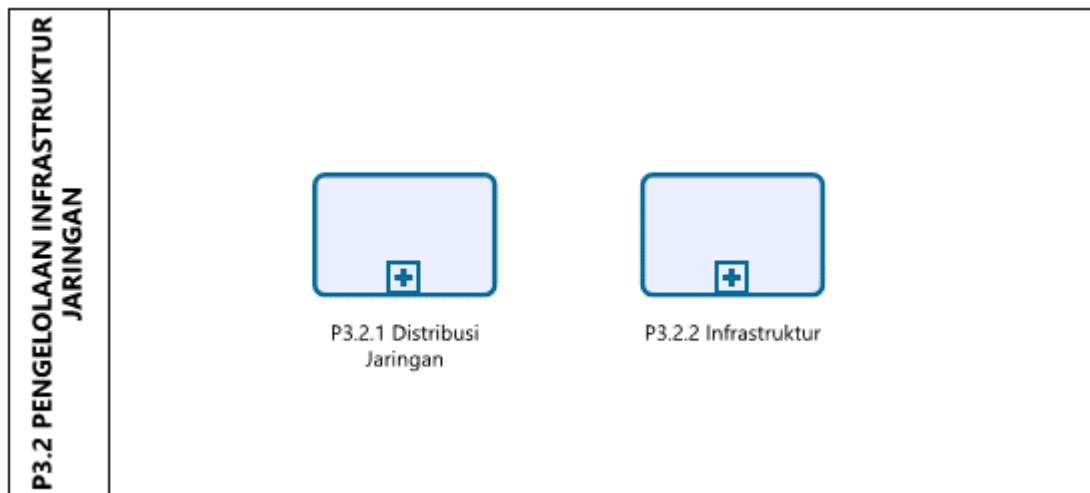 P3.2 PENGELOLAAN INFRASTRUKTUR
JARINGAN
P3.2.1 Distribusi
Jaringan
P3.2.2 Infrastruktur